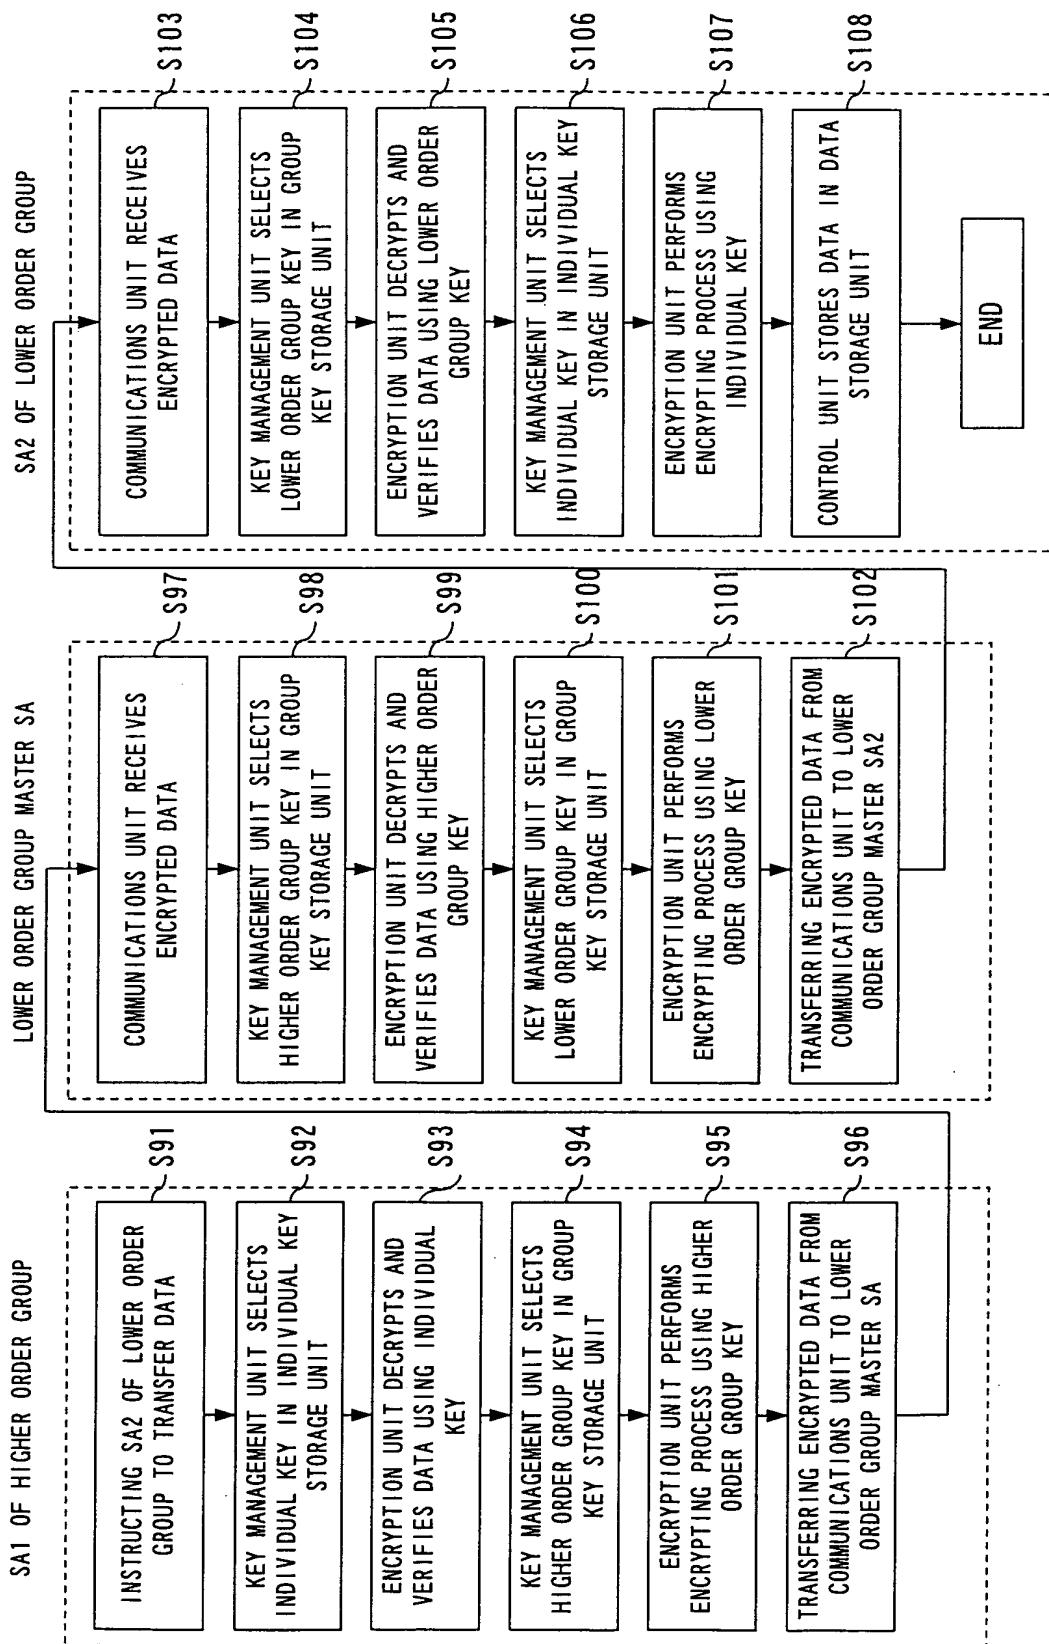 SA1 OF HIGHER ORDER GROUP
INSTRUCTING SA2 OF LOWER ORDER
GROUP TO TRANSFER DATA
S91
KEY MANAGEMENT UNIT SELECTS
INDIVIDUAL KEY IN INDIVIDUAL KEY
STORAGE UNIT
S92
ENCRYPTION UNIT DECRYPTS AND
VERIFIES DATA USING INDIVIDUAL
KEY
S93
KEY MANAGEMENT UNIT SELECTS
HIGHER ORDER GROUP KEY IN GROUP
KEY STORAGE UNIT
S94
ENCRYPTION UNIT PERFORMS
ENCRYPTING PROCESS USING HIGHER
ORDER GROUP KEY
S95
TRANSFERRING ENCRYPTED DATA FROM
COMMUNICATIONS UNIT TO LOWER
ORDER GROUP MASTER SA
S96
LOWER ORDER GROUP MASTER SA
COMMUNICATIONS UNIT RECEIVES
ENCRYPTED DATA
S97
KEY MANAGEMENT UNIT SELECTS
HIGHER ORDER GROUP KEY IN GROUP
KEY STORAGE UNIT
S98
ENCRYPTION UNIT DECRYPTS AND
VERIFIES DATA USING HIGHER ORDER
GROUP KEY
S99
KEY MANAGEMENT UNIT SELECTS
LOWER ORDER GROUP KEY IN GROUP
KEY STORAGE UNIT
S100
ENCRYPTION UNIT PERFORMS
ENCRYPTING PROCESS USING LOWER
ORDER GROUP KEY
S101
TRANSFERRING ENCRYPTED DATA FROM
COMMUNICATIONS UNIT TO LOWER
ORDER GROUP MASTER SA2
S102
SA2 OF LOWER ORDER GROUP
COMMUNICATIONS UNIT RECEIVES
ENCRYPTED DATA
S103
KEY MANAGEMENT UNIT SELECTS
LOWER ORDER GROUP KEY IN GROUP
KEY STORAGE UNIT
S104
ENCRYPTION UNIT DECRYPTS AND
VERIFIES DATA USING LOWER ORDER
GROUP KEY
S105
KEY MANAGEMENT UNIT SELECTS
INDIVIDUAL KEY IN INDIVIDUAL KEY
STORAGE UNIT
S106
ENCRYPTION UNIT PERFORMS
ENCRYPTING PROCESS USING
INDIVIDUAL KEY
S107
CONTROL UNIT STORES DATA IN DATA
STORAGE UNIT
S108
END